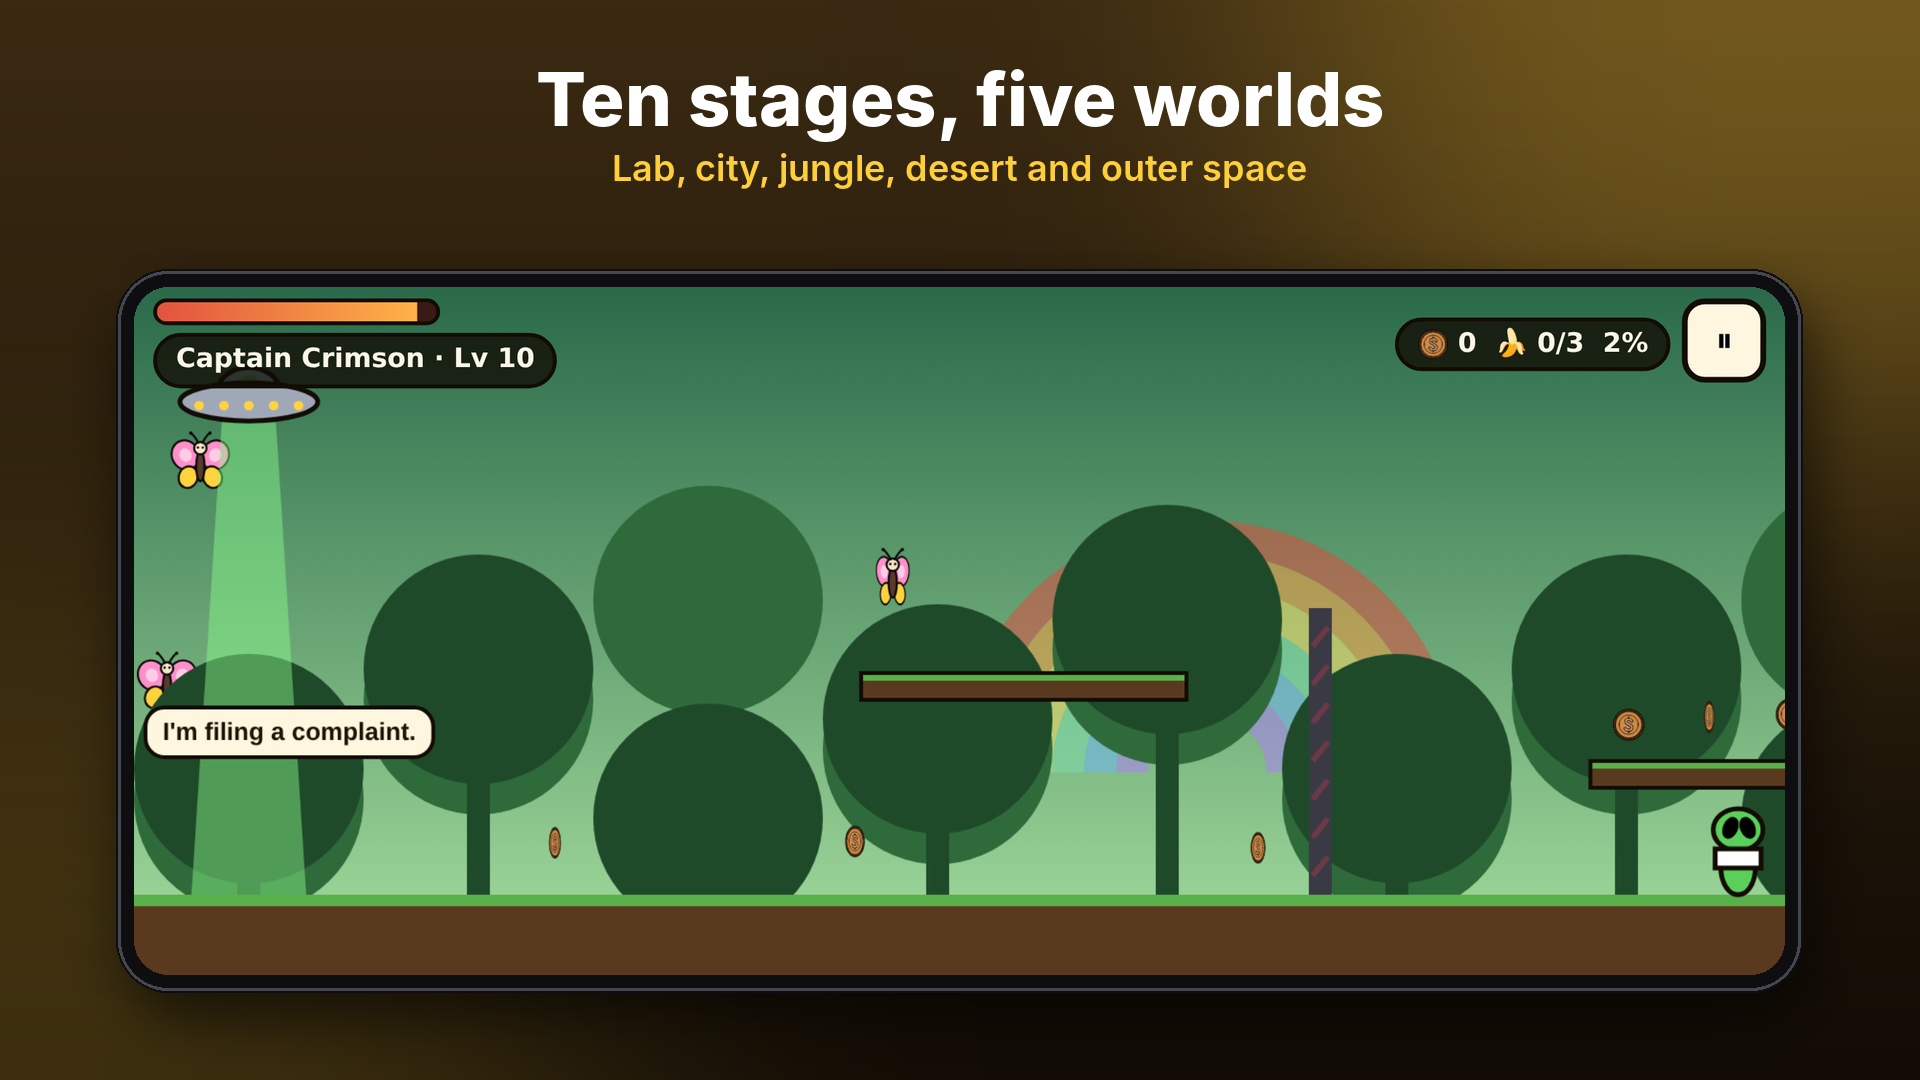 Ten stages, five worlds
Lab, city, jungle, desert and outer space
Captain Crimson · Lv 10
0 0/3 2%
I'm filing a complaint.